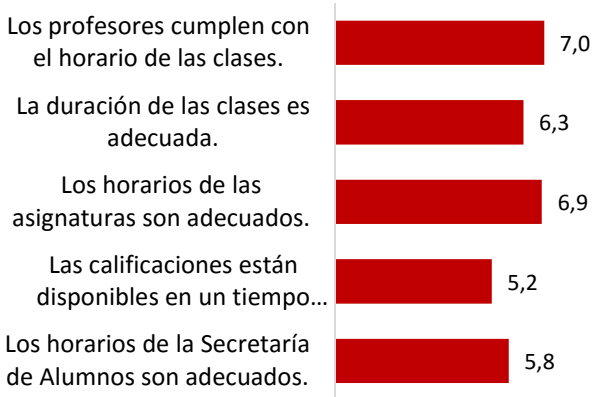 Los profesores cumplen con
el horario de las clases.
7,0
La duración de las clases es
adecuada.
6,3
Los horarios de las
asignaturas son adecuados.
6,9
Las calificaciones están
disponibles en un tiempo…
5,2
Los horarios de la Secretaría
de Alumnos son adecuados.
5,8